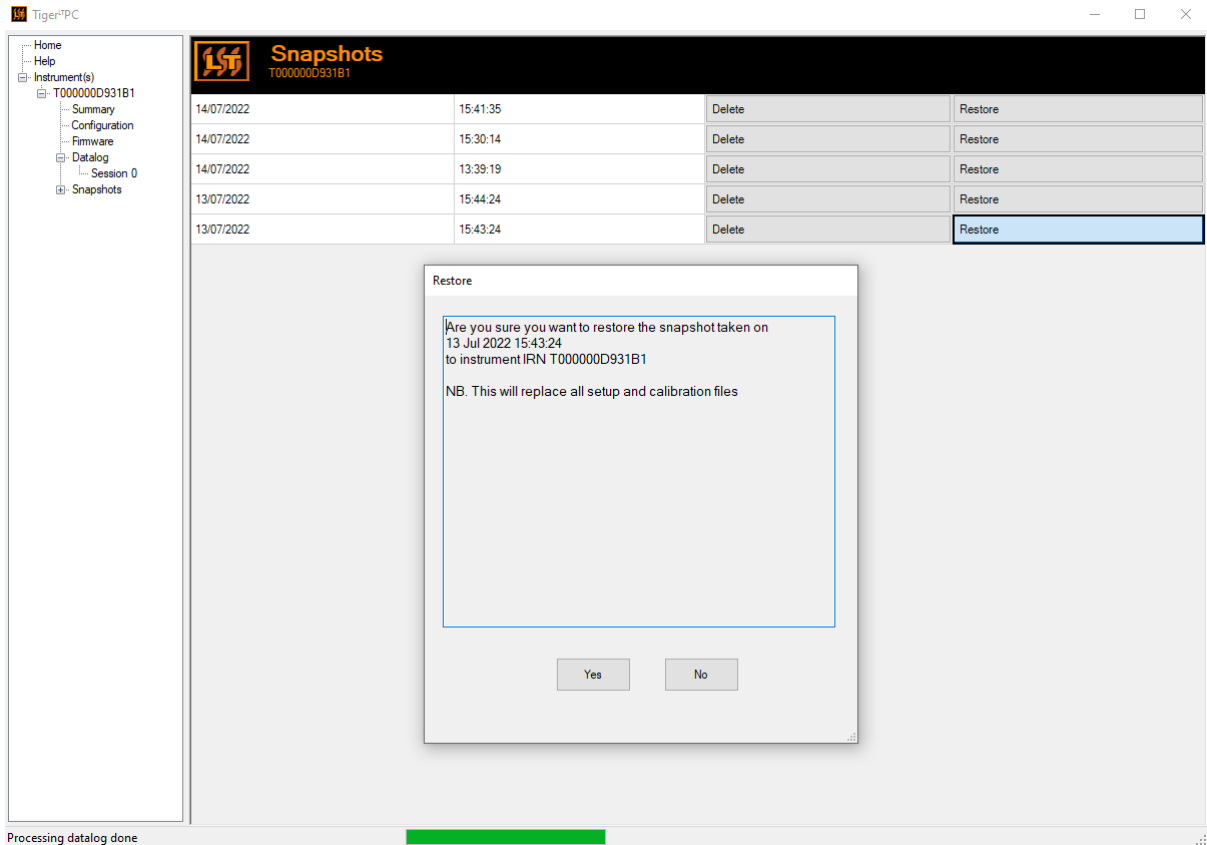 TigerLTPC
Home
Help
Instrument(s)
T000000D931B1
Summary
Configuration
Firmware
Datalog
Session 0
Snapshots
LST
Snapshots
T000000D931B1
14/07/2022 15:41:35 Delete Restore
14/07/2022 15:30:14 Delete Restore
14/07/2022 13:39:19 Delete Restore
13/07/2022 15:44:24 Delete Restore
13/07/2022 15:43:24 Delete Restore
Restore
Are you sure you want to restore the snapshot taken on
13 Jul 2022 15:43:24
to instrument IRN T000000D931B1
NB. This will replace all setup and calibration files
Yes No
Processing datalog done